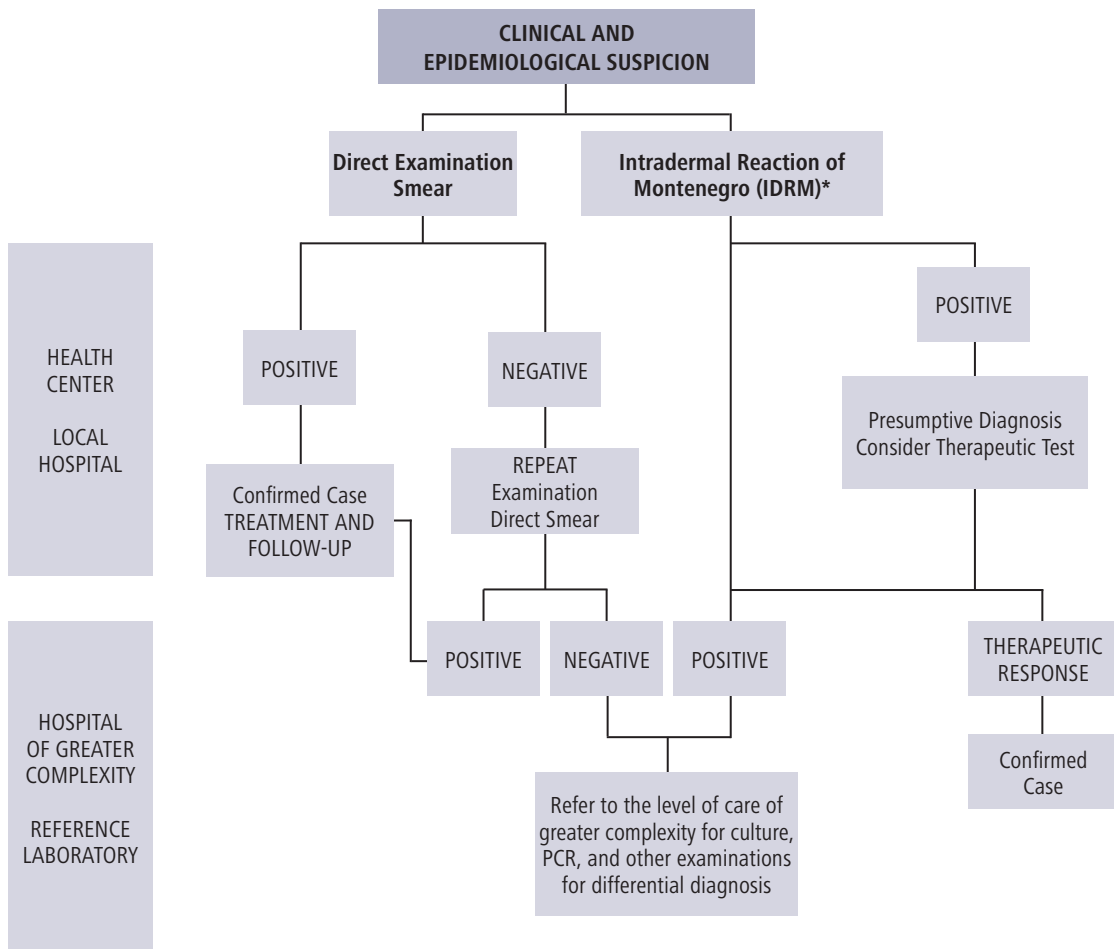 CLINICAL AND
EPIDEMIOLOGICAL SUSPICION
Direct Examination
Smear
Intradermal Reaction of
Montenegro (IDRM)*
HEALTH
CENTER
LOCAL
HOSPITAL
POSITIVE
NEGATIVE
POSITIVE
Confirmed Case
TREATMENT AND
FOLLOW-UP
REPEAT
Examination
Direct Smear
Presumptive Diagnosis
Consider Therapeutic Test
HOSPITAL
OF GREATER
COMPLEXITY
REFERENCE
LABORATORY
POSITIVE
NEGATIVE
POSITIVE
THERAPEUTIC
RESPONSE
Refer to the level of care of
greater complexity for culture,
PCR, and other examinations
for differential diagnosis
Confirmed
Case